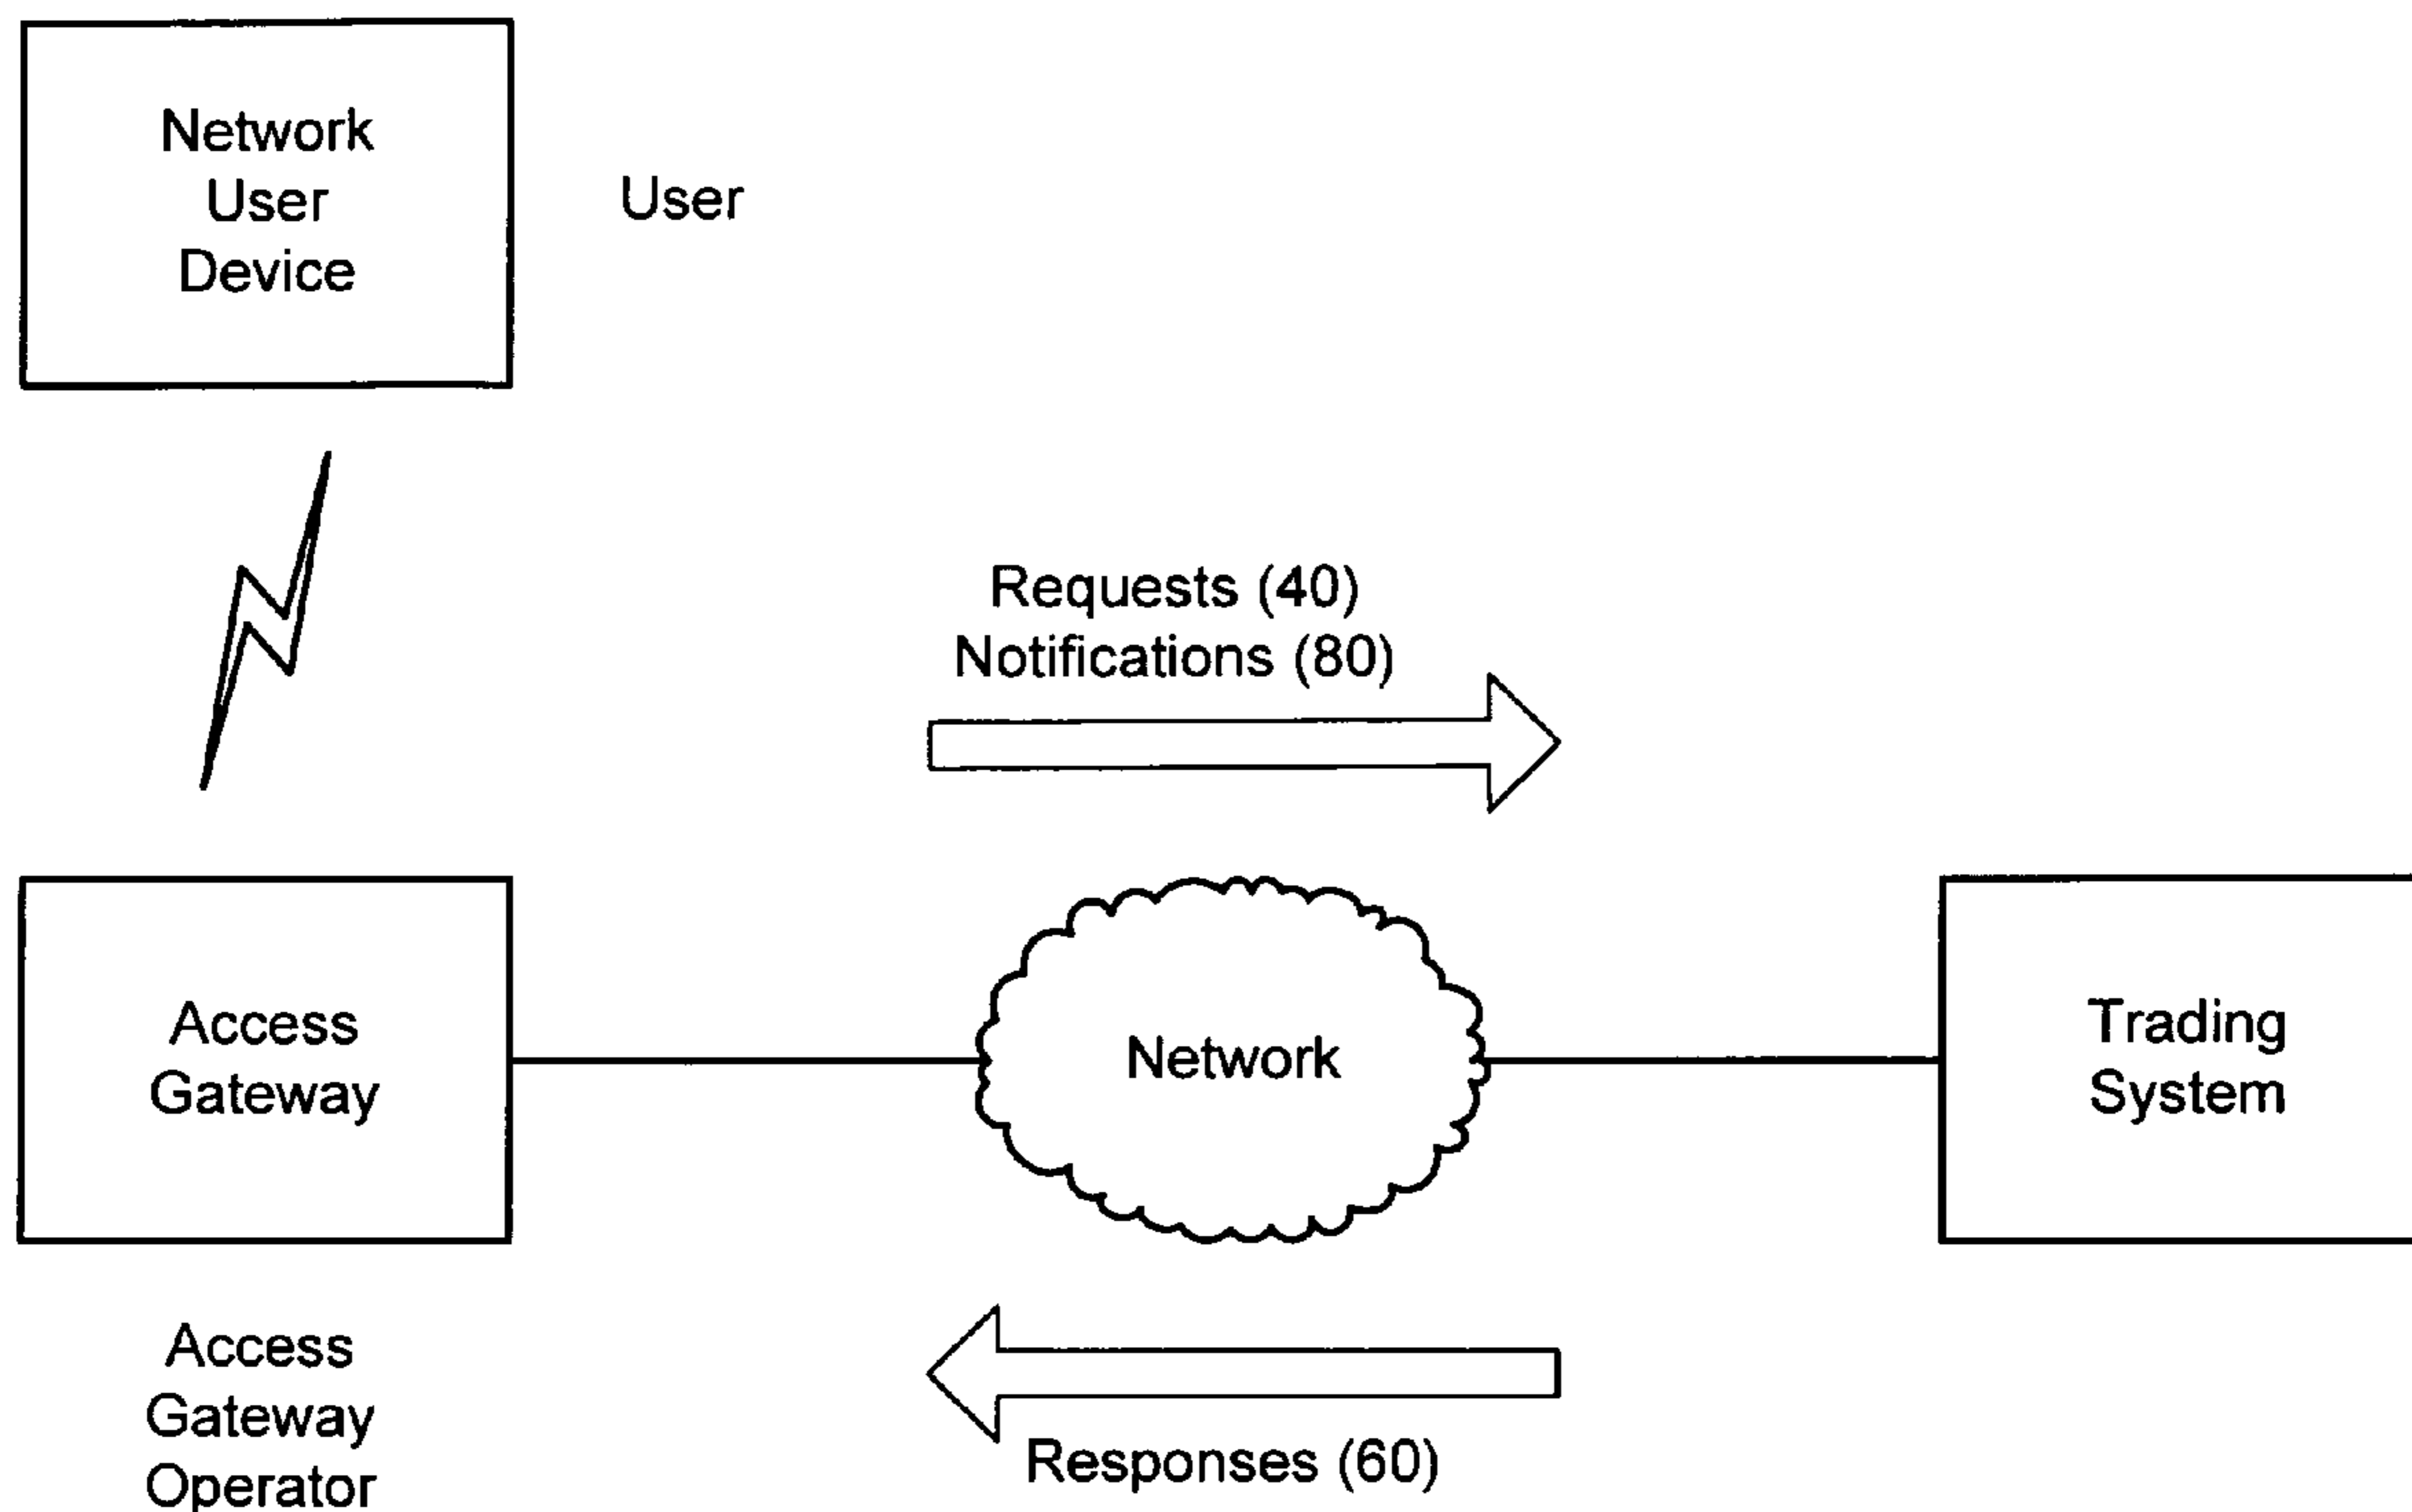 Network
User
Device
User
Requests (40)
Notifications (80)
Access
Gateway
Network
Trading
System
Access
Gateway
Operator
Responses (60)